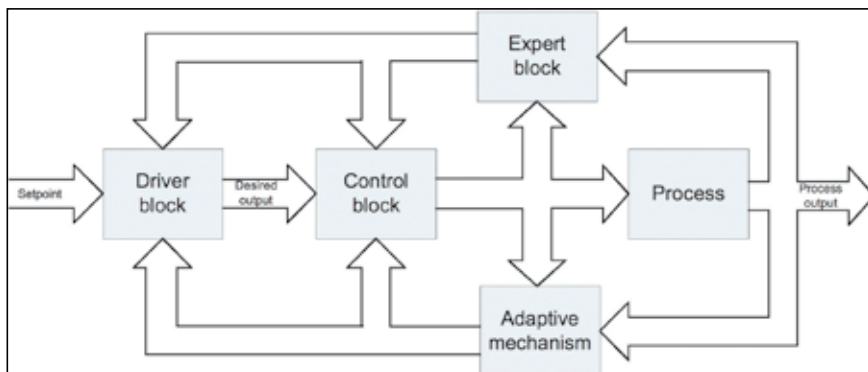 Expert
block
Setpoint
Driver
block
Desired
output
Control
block
Process
Process
output
Adaptive
mechanism